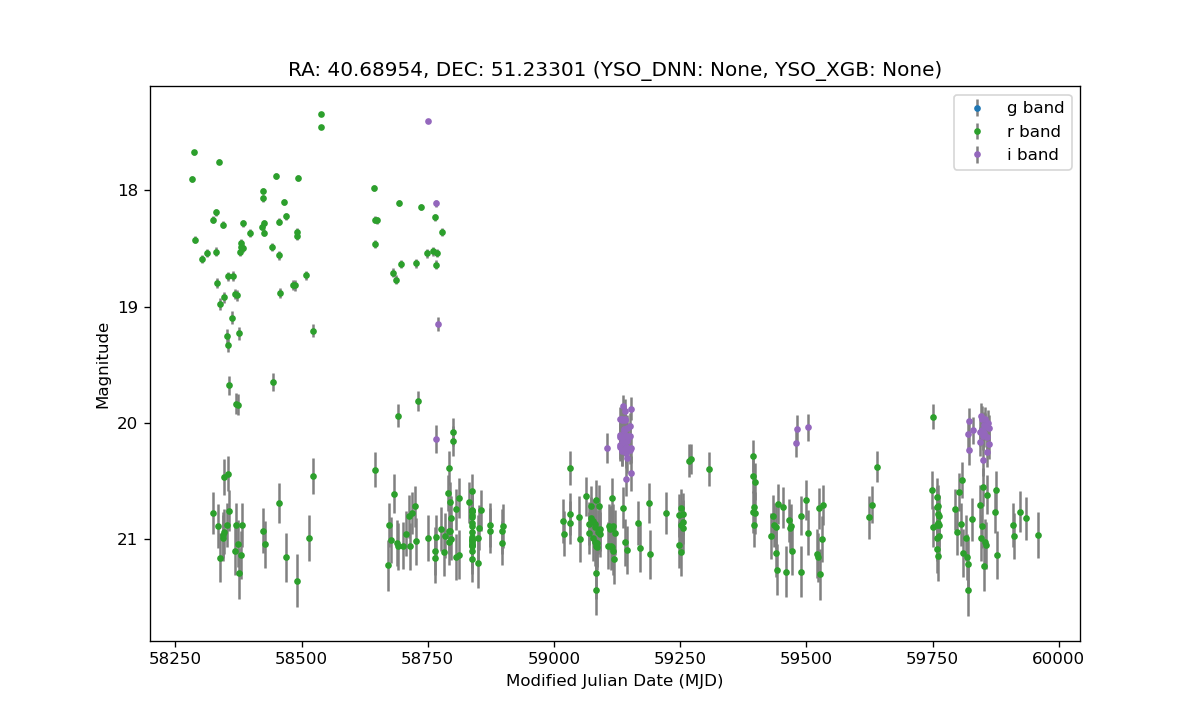 RA: 40.68954, DEC: 51.23301 (YSO_DNN: None, YSO_XGB: None)
g band
r band
i band
18
19
20
21
Magnitude
58250 58500 58750 59000 59250 59500 59750 60000
Modified Julian Date (MJD)